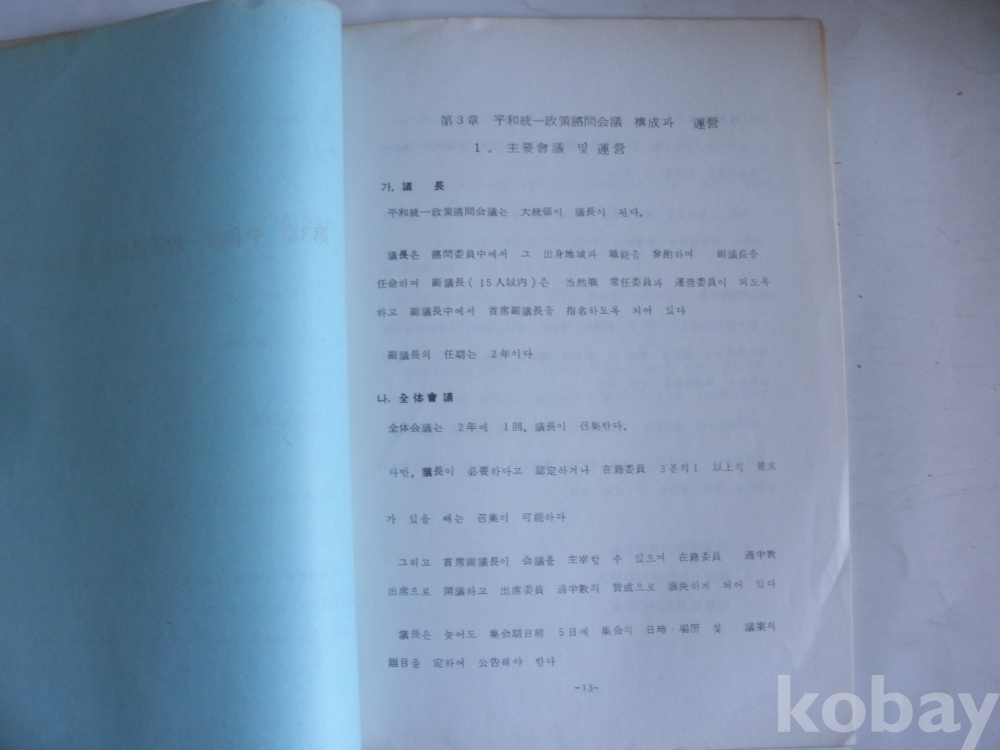 第3章 平和統一政策諮問会議 構成과 運營
1. 主要會議 및 運営
가. 議 長
平和統一政策諮問会議는 大統領이 議長이 된다.
議長은 諮問委員中에서 그 出身地域과 職能을 參酌하여 副議長을
任命하며 副議長(15人以内)은 当然職 常任委員과 運營委員이 되도록
하고 副議長中에서 首席副議長을 指名하도록 되어 있다
副議長의 任期는 2年이다
나. 全体會議
全体会議는 2年에 1回, 議長이 召集한다.
다만, 議長이 必要하다고 認定하거나 在籍委員 3분의1 以上의 要求
가 있을 때는 召集이 可能하다
그리고 首席副議長이 会議를 主宰할 수 있으며 在籍委員 過半數
出席으로 開議하고 出席委員 過半數의 賛成으로 議決하게 되어 있다
議長은 늦어도 集会期日前 5日에 集会의 日時·場所 및 議案의
題目을 定하여 公告해야 한다
-13-
kobay